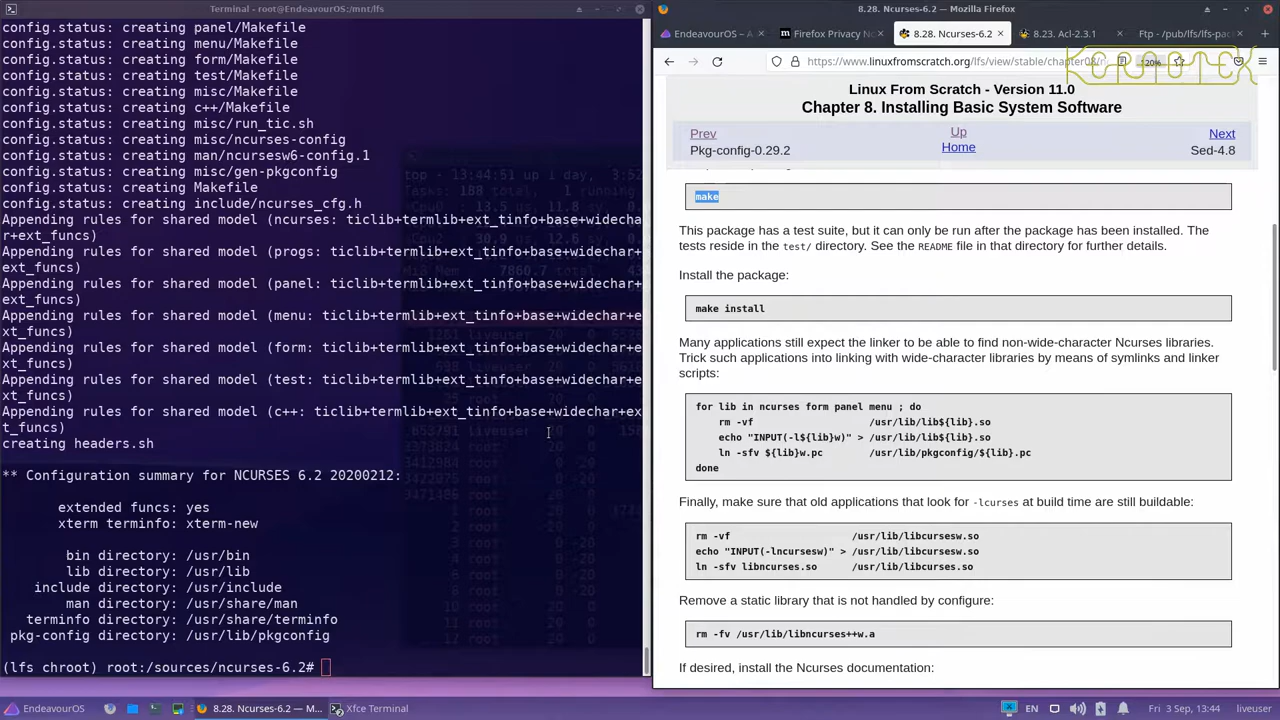 Terminal - root@EndeavourOS:/mnt/lfs
config.status: creating panel/Makefile
config.status: creating menu/Makefile
config.status: creating form/Makefile
config.status: creating test/Makefile
config.status: creating misc/Makefile
config.status: creating c++/Makefile
config.status: creating misc/run_tic.sh
config.status: creating misc/ncurses-config
config.status: creating man/ncursesw6-config.1
config.status: creating misc/gen-pkgconfig
config.status: creating Makefile
config.status: creating include/ncurses_cfg.h
Appending rules for shared model (ncurses: ticlib+termlib+ext_tinfo+base+widecha
r+ext_funcs)
Appending rules for shared model (progs: ticlib+termlib+ext_tinfo+base+widechar+
ext_funcs)
Appending rules for shared model (panel: ticlib+termlib+ext_tinfo+base+widechar+
ext_funcs)
Appending rules for shared model (menu: ticlib+termlib+ext_tinfo+base+widechar+e
xt_funcs)
Appending rules for shared model (form: ticlib+termlib+ext_tinfo+base+widechar+e
xt_funcs)
Appending rules for shared model (test: ticlib+termlib+ext_tinfo+base+widechar+e
xt_funcs)
Appending rules for shared model (c++: ticlib+termlib+ext_tinfo+base+widechar+ex
t_funcs)
creating headers.sh
** Configuration summary for NCURSES 6.2 20200212:
extended funcs: yes
xterm terminfo: xterm-new
bin directory: /usr/bin
lib directory: /usr/lib
include directory: /usr/include
man directory: /usr/share/man
terminfo directory: /usr/share/terminfo
pkg-config directory: /usr/lib/pkgconfig
(lfs chroot) root:/sources/ncurses-6.2#
8.28. Ncurses-6.2 — Mozilla Firefox
EndeavourOS – A
Firefox Privacy No
8.28. Ncurses-6.2
8.23. Acl-2.3.1
Ftp - /pub/lfs/lfs-pac
https://www.linuxfromscratch.org/lfs/view/stable/chapter08/
120%
Linux From Scratch - Version 11.0
Chapter 8. Installing Basic System Software
Prev
Up
Next
Pkg-config-0.29.2
Home
Sed-4.8
make
This package has a test suite, but it can only be run after the package has been installed. The
tests reside in the test/ directory. See the README file in that directory for further details.
Install the package:
make install
Many applications still expect the linker to be able to find non-wide-character Ncurses libraries.
Trick such applications into linking with wide-character libraries by means of symlinks and linker
scripts:
for lib in ncurses form panel menu ; do
rm -vf /usr/lib/lib${lib}.so
echo "INPUT(-l${lib}w)" > /usr/lib/lib${lib}.so
ln -sfv ${lib}w.pc /usr/lib/pkgconfig/${lib}.pc
done
Finally, make sure that old applications that look for -lcurses at build time are still buildable:
rm -vf /usr/lib/libcursesw.so
echo "INPUT(-lncursesw)" > /usr/lib/libcursesw.so
ln -sfv libncurses.so /usr/lib/libcurses.so
Remove a static library that is not handled by configure:
rm -fv /usr/lib/libncurses++w.a
If desired, install the Ncurses documentation:
EndeavourOS
8.28. Ncurses-6.2 — M...
Xfce Terminal
EN
Fri 3 Sep, 13:44
liveuser